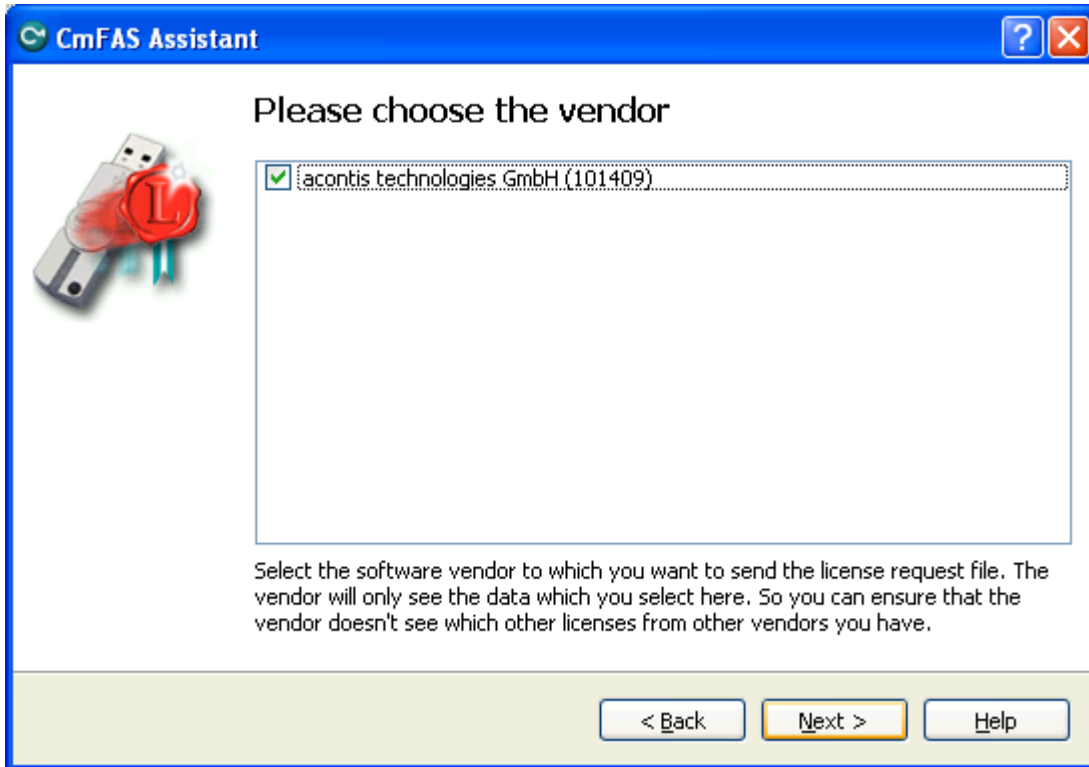 CmFAS Assistant
Please choose the vendor
acontis technologies GmbH (101409)
L
Select the software vendor to which you want to send the license request file. The
vendor will only see the data which you select here. So you can ensure that the
vendor doesn't see which other licenses from other vendors you have.
< Back
Next >
Help